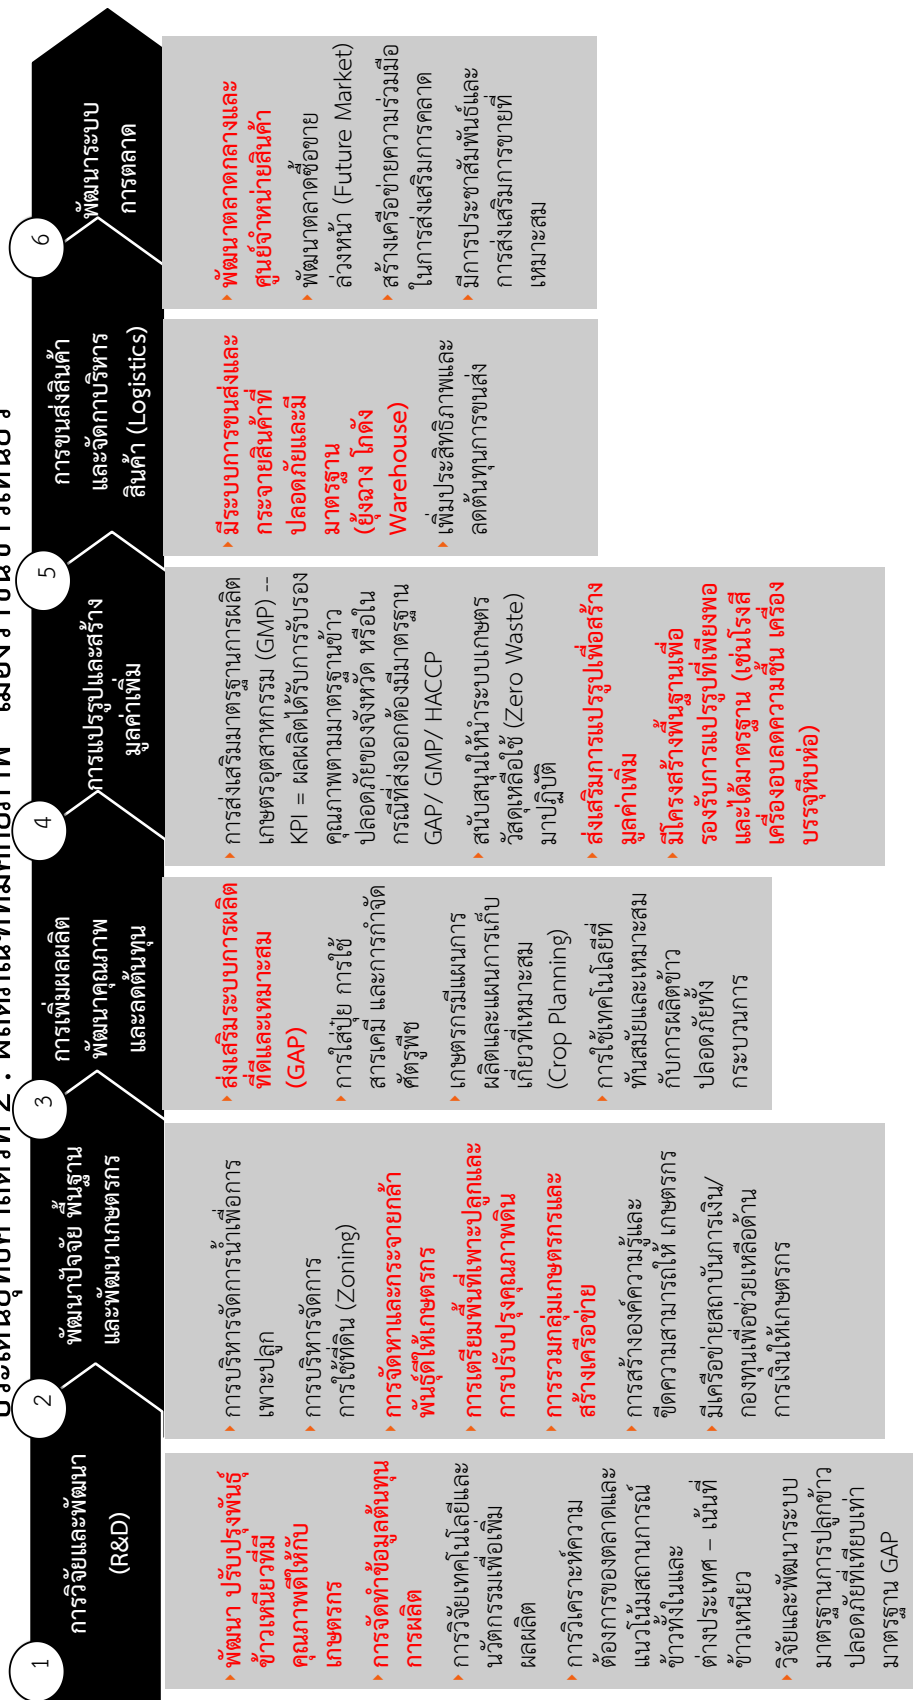 1
การวิจัยและพัฒนา
(R&D)
พัฒนา ปรับปรุงพันธุ์
ข้าวเหนียวที่มี
คุณภาพดีให้กับ
เกษตรกร
การจัดทำข้อมูลต้นทุน
การผลิต
การวิจัยเทคโนโลยีและ
นวัตกรรมเพื่อเพิ่ม
ผลผลิต
การวิเคราะห์ความ
ต้องการของตลาดและ
แนวโน้มสถานการณ์
ข้าวทั้งในและ
ต่างประเทศ – เน้นที่
ข้าวเหนียว
วิจัยและพัฒนาระบบ
มาตรฐานการปลูกข้าว
ปลอดภัยที่เทียบเท่า
มาตรฐาน GAP
2
พัฒนาปัจจัย พื้นฐาน
และพัฒนาเกษตรกร
การบริหารจัดการน้ำเพื่อการ
เพาะปลูก
การบริหารจัดการ
การใช้ที่ดิน (Zoning)
การจัดหาและกระจายกล้า
พันธุ์ดีให้เกษตรกร
การเตรียมพื้นที่เพาะปลูกและ
การปรับปรุงคุณภาพดิน
การรวมกลุ่มเกษตรกรและ
สร้างเครือข่าย
การสร้างองค์ความรู้และ
ขีดความสามารถให้ เกษตรกร
มีเครือข่ายสถาบันการเงิน/
กองทุนเพื่อช่วยเหลือด้าน
การเงินให้เกษตรกร
3
การเพิ่มผลผลิต
พัฒนาคุณภาพ
และลดต้นทุน
ส่งเสริมระบบการผลิต
ที่ดีและเหมาะสม
(GAP)
การใส่ปุ๋ย การใช้
สารเคมี และการกำจัด
ศัตรูพืช
เกษตรกรมีแผนการ
ผลิตและแผนการเก็บ
เกี่ยวที่เหมาะสม
(Crop Planning)
การใช้เทคโนโลยีที่
ทันสมัยและเหมาะสม
กับการผลิตข้าว
ปลอดภัยทั้ง
กระบวนการ
4
การแปรรูปและสร้าง
มูลค่าเพิ่ม
การส่งเสริมมาตรฐานการผลิต
เกษตรอุตสาหกรรม (GMP) --
KPI = ผลผลิตได้รับการรับรอง
คุณภาพตามมาตรฐานข้าว
ปลอดภัยของจังหวัด หรือใน
กรณีที่ส่งออกต้องมีมาตรฐาน
GAP/ GMP/ HACCP
สนับสนุนให้นำระบบเกษตร
วัสดุเหลือใช้ (Zero Waste)
มาปฏิบัติ
ส่งเสริมการแปรรูปเพื่อสร้าง
มูลค่าเพิ่ม
มีโครงสร้างพื้นฐานเพื่อ
รองรับการแปรรูปที่เพียงพอ
และได้มาตรฐาน (เช่นโรงสี
เครื่องอบลดความชื้น เครื่อง
บรรจุหีบห่อ)
5
การขนส่งสินค้า
และจัดกาบริหาร
สินค้า (Logistics)
มีระบบการขนส่งและ
กระจายสินค้าที่
ปลอดภัยและมี
มาตรฐาน
(ยุ้งฉาง โกดัง
Warehouse)
เพิ่มประสิทธิภาพและ
ลดต้นทุนการขนส่ง
6
พัฒนาระบบ
การตลาด
พัฒนาตลาดกลางและ
ศูนย์จำหน่ายสินค้า
พัฒนาตลาดซื้อขาย
ล่วงหน้า (Future Market)
สร้างเครือข่ายความร่วมมือ
ในการส่งเสริมการคลาด
มีการประชาสัมพันธ์และ
การส่งเสริมการขายที่
เหมาะสม